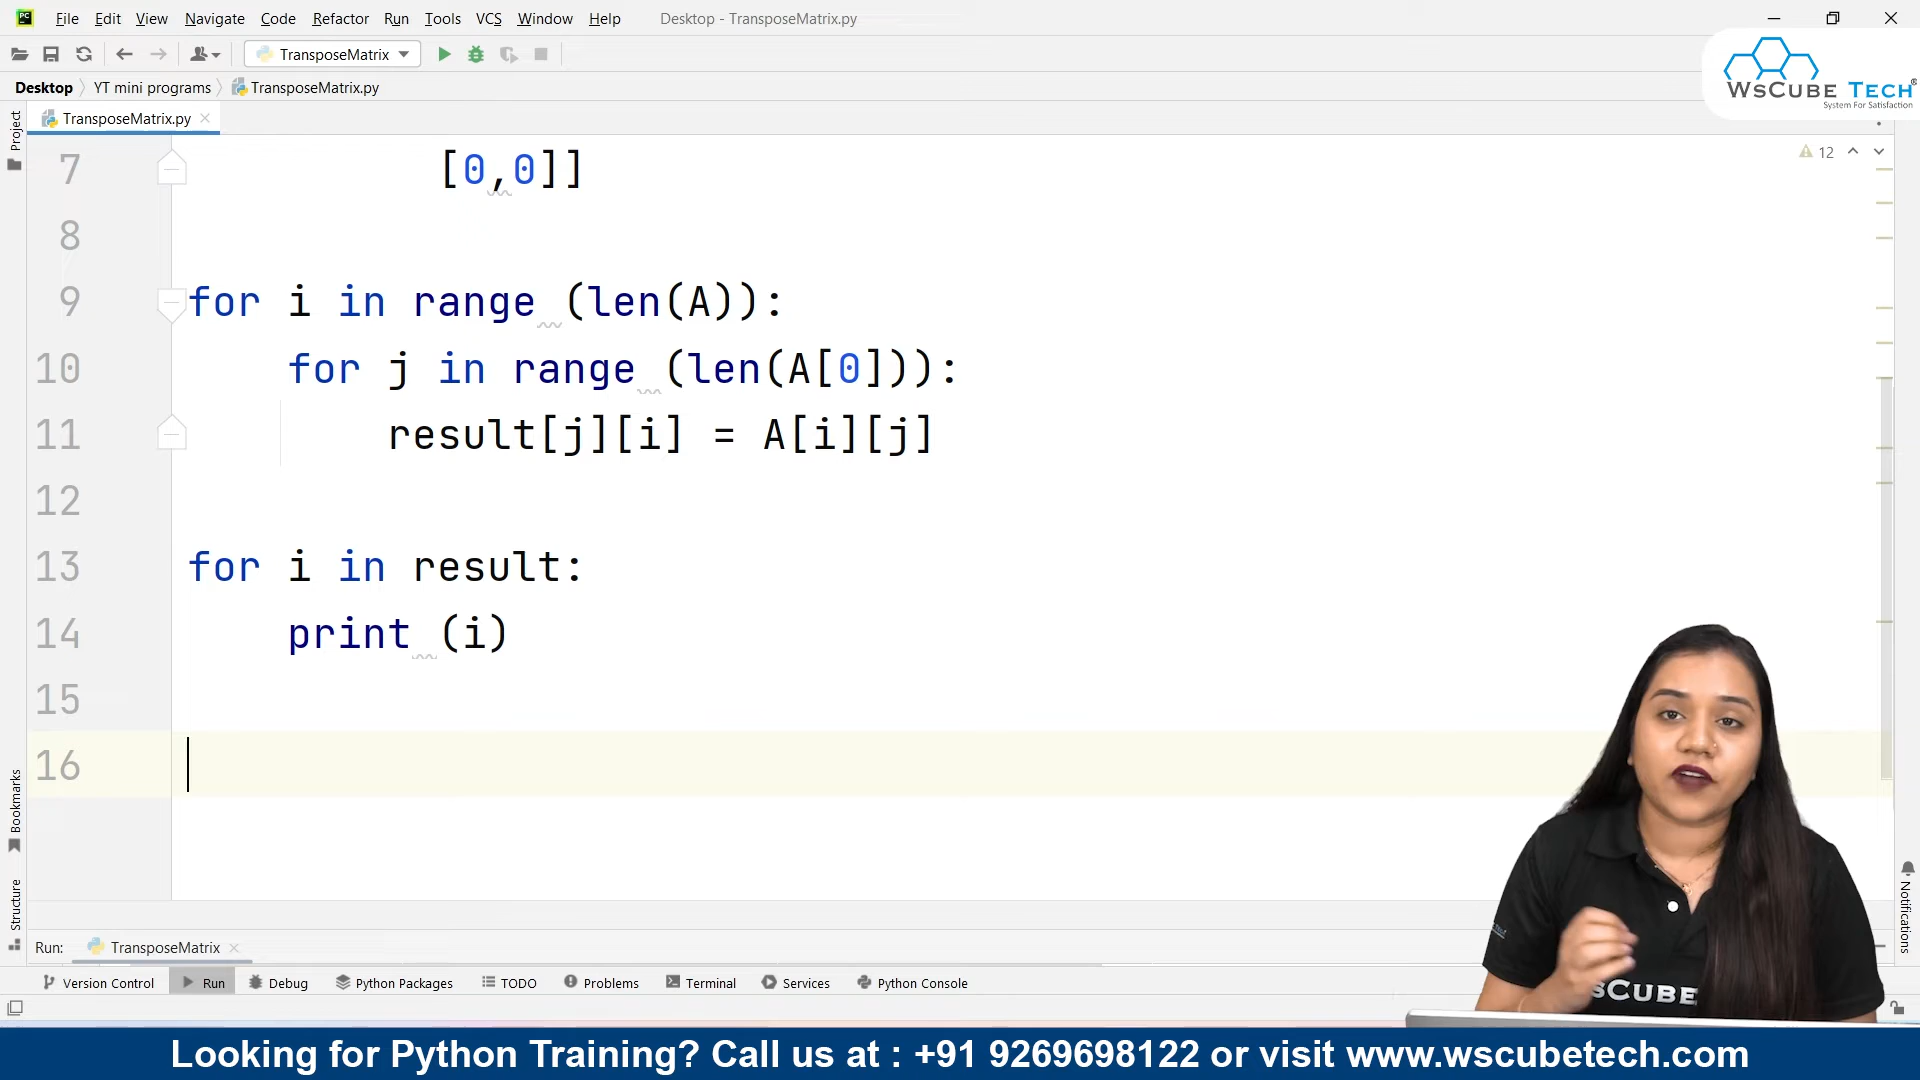 File Edit View Navigate Code Refactor Run Tools VCS Window Help Desktop - TransposeMatrix.py
TransposeMatrix
WsCube Tech®
System For Satisfaction
Desktop YT mini programs TransposeMatrix.py
Project
TransposeMatrix.py
12
7 [0,0]]
8
9 for i in range (len(A)):
10 for j in range (len(A[0])):
11 result[j][i] = A[i][j]
12
13 for i in result:
14 print (i)
15
16
Bookmarks
Structure
Notifications
sCube
Run: TransposeMatrix
Version Control Run Debug Python Packages TODO Problems Terminal Services Python Console
Looking for Python Training? Call us at : +91 9269698122 or visit www.wscubetech.com